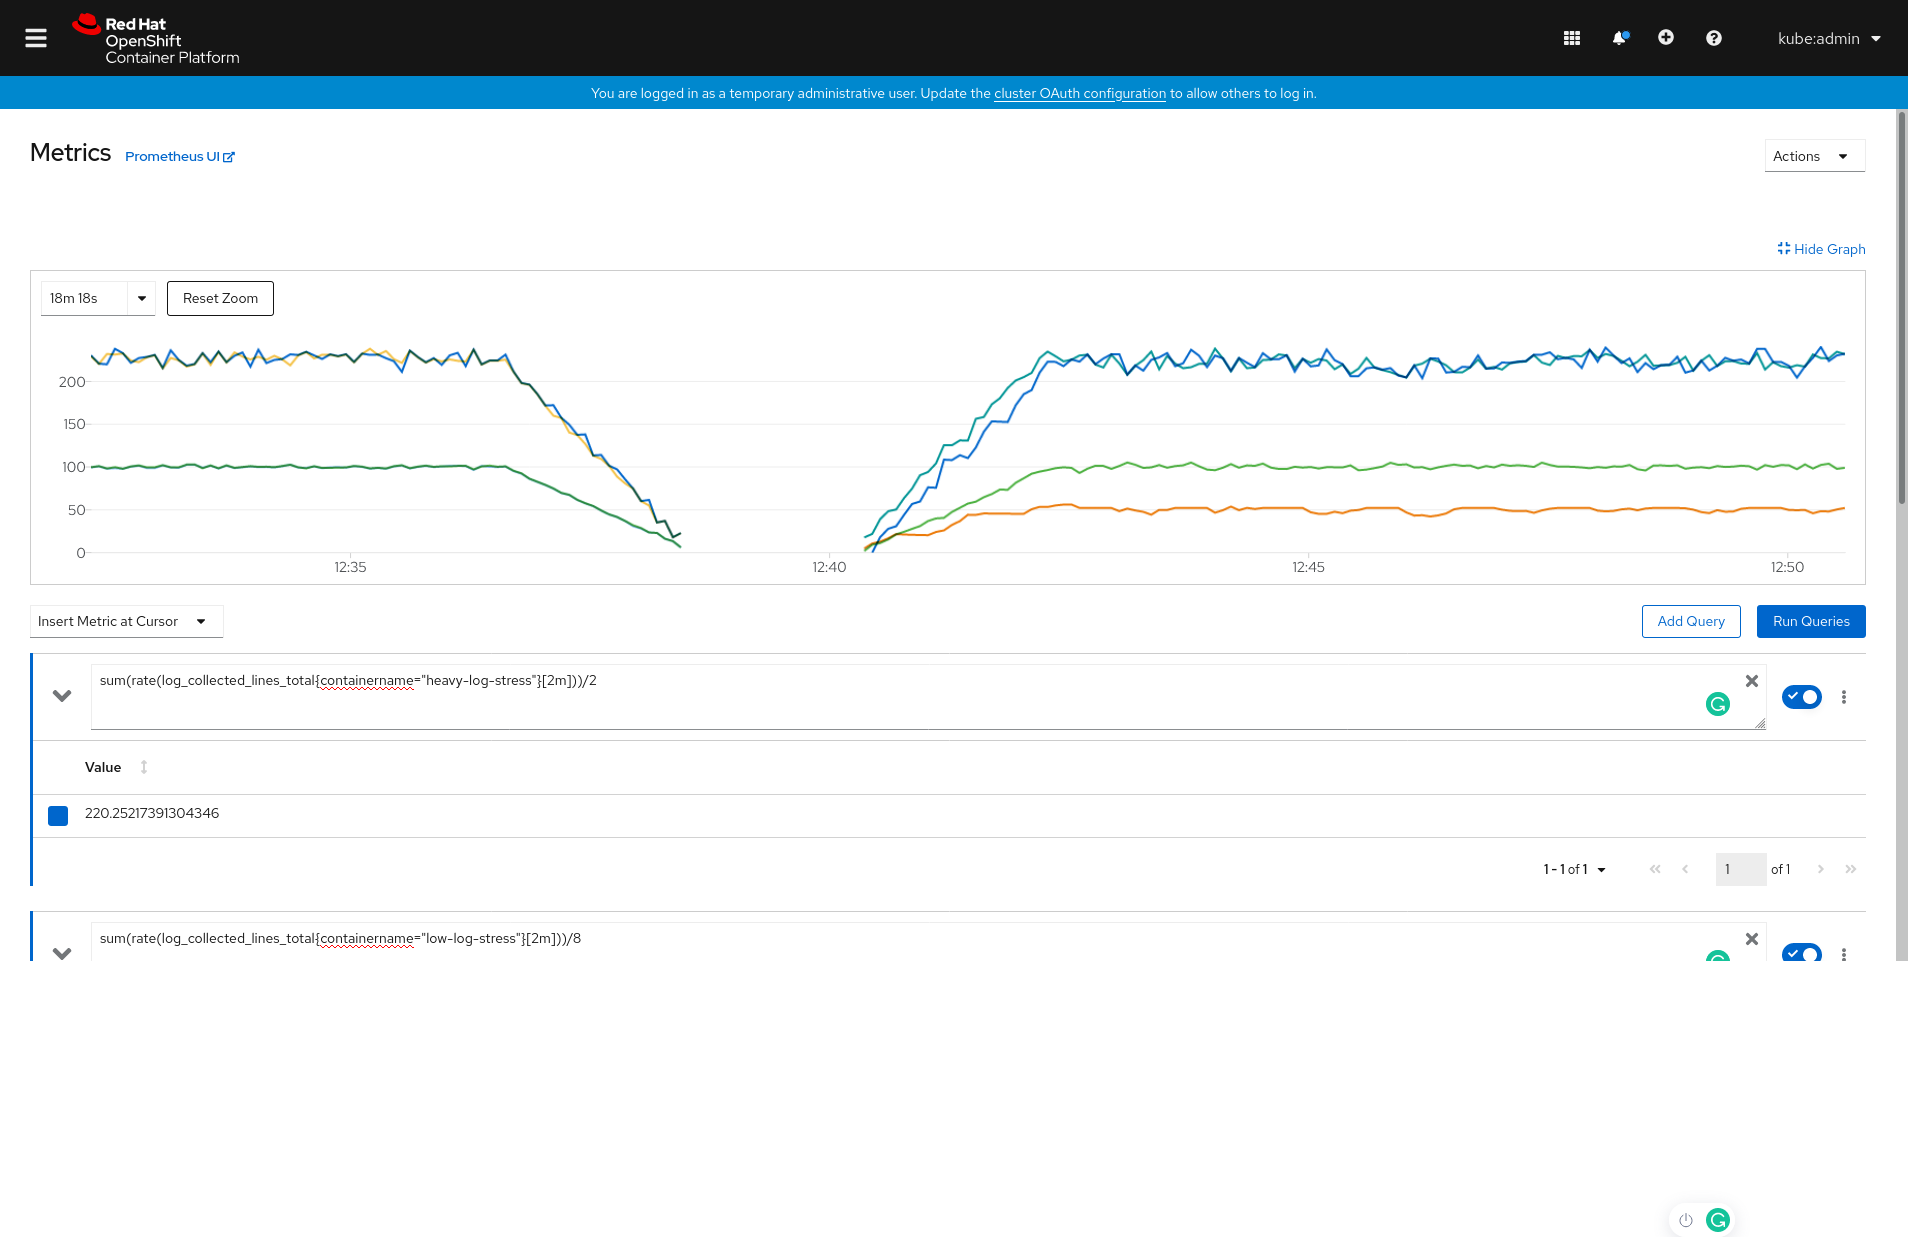 Red Hat
OpenShift
Container Platform
kube:admin
You are logged in as a temporary administrative user. Update the cluster OAuth configuration to allow others to log in.
Metrics
Prometheus UI
Actions
Hide Graph
18m 18s
Reset Zoom
200
150
100
50
0
12:35
12:40
12:45
12:50
Insert Metric at Cursor
Add Query
Run Queries
sum(rate(log_collected_lines_total{containername="heavy-log-stress"}[2m]))/2
Value
220.25217391304346
1 - 1 of 1
1
of 1
sum(rate(log_collected_lines_total{containername="low-log-stress"}[2m]))/8